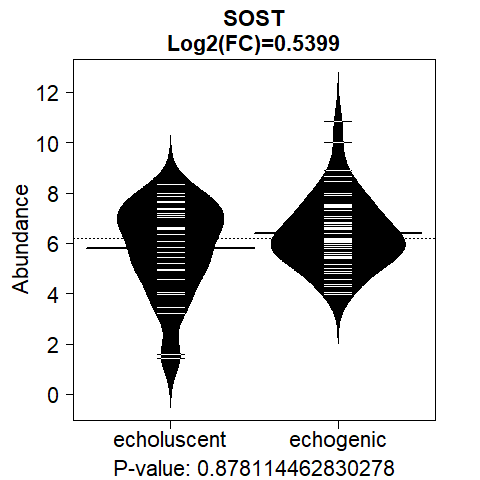 SOST
Log2(FC)=0.5399
12
10
8
6
4
2
0
Abundance
echoluscent echogenic
P-value: 0.878114462830278